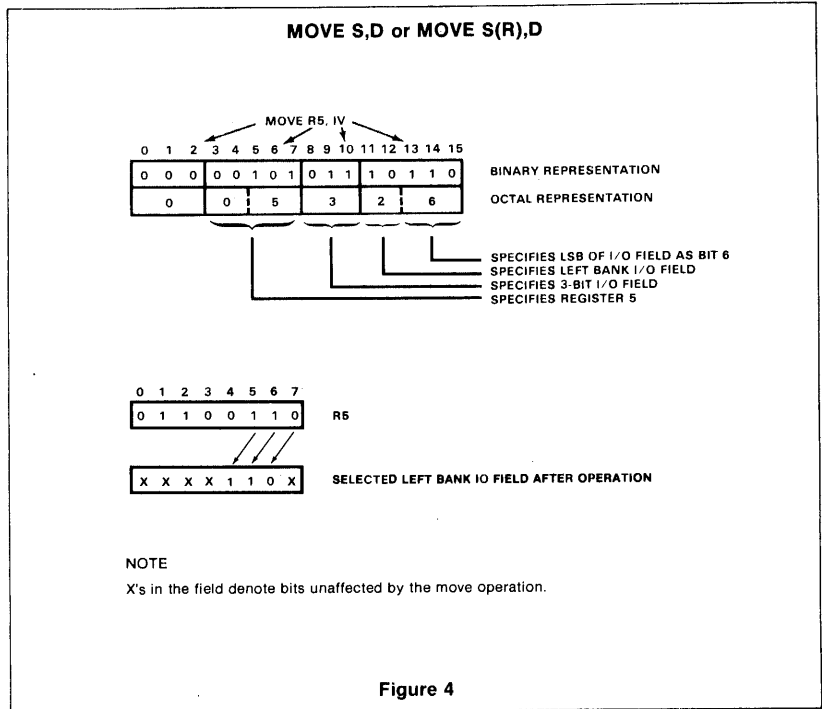 MOVE S,D or MOVE S(R),D
MOVE R5, IV
0 1 2 3 4 5 6 7 8 9 10 11 12 13 14 15
0 0 0 0 0 1 0 1 0 1 1 1 0 1 1 0 BINARY REPRESENTATION
0 0 5 3 2 6 OCTAL REPRESENTATION
SPECIFIES LSB OF I/O FIELD AS BIT 6
SPECIFIES LEFT BANK I/O FIELD
SPECIFIES 3-BIT I/O FIELD
SPECIFIES REGISTER 5
0 1 2 3 4 5 6 7
0 1 1 0 0 1 1 0 R5
X X X X 1 1 0 X SELECTED LEFT BANK IO FIELD AFTER OPERATION
NOTE
X's in the field denote bits unaffected by the move operation.
Figure 4